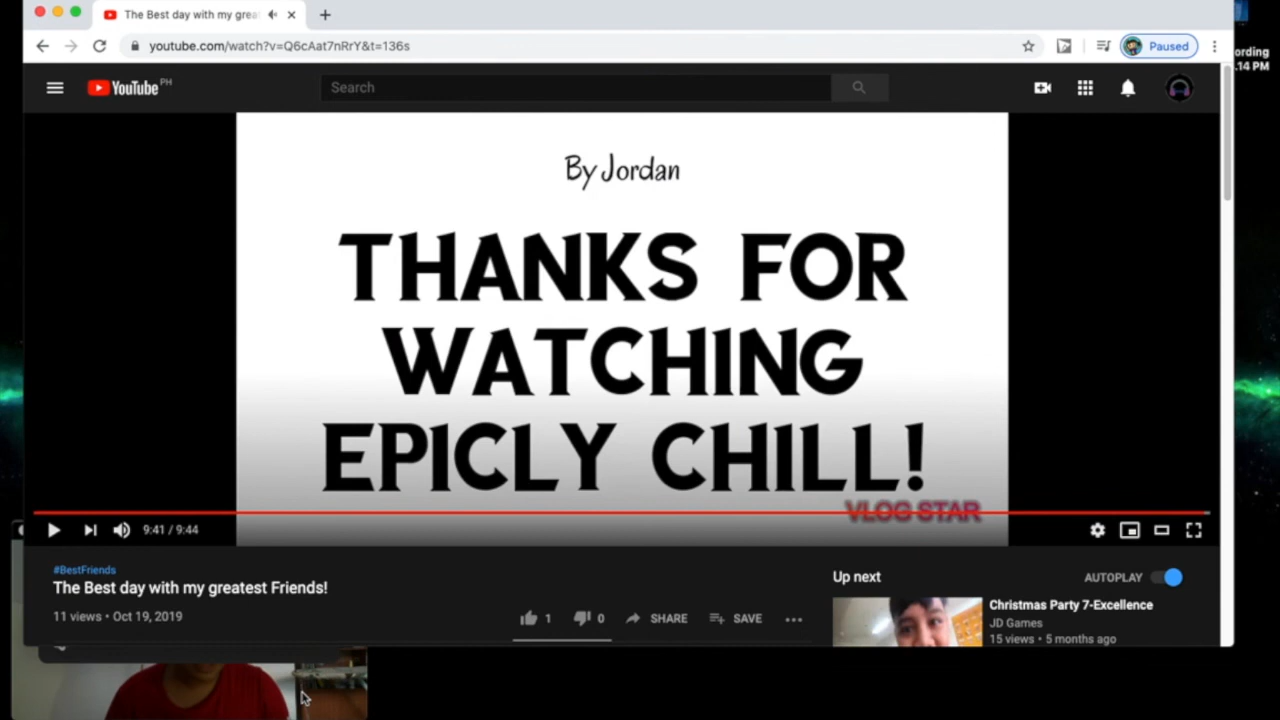 The Best day with my grea
youtube.com/watch?v=Q6cAat7nRrY&t=136s
Paused
ording
.14 PM
YouTube PH
Search
By Jordan
THANKS FOR
WATCHING
EPICLY CHILL!
VLOG STAR
9:41 / 9:44
#BestFriends
The Best day with my greatest Friends!
11 views • Oct 19, 2019
1
0
SHARE
SAVE
Up next
AUTOPLAY
Christmas Party 7-Excellence
JD Games
15 views • 5 months ago